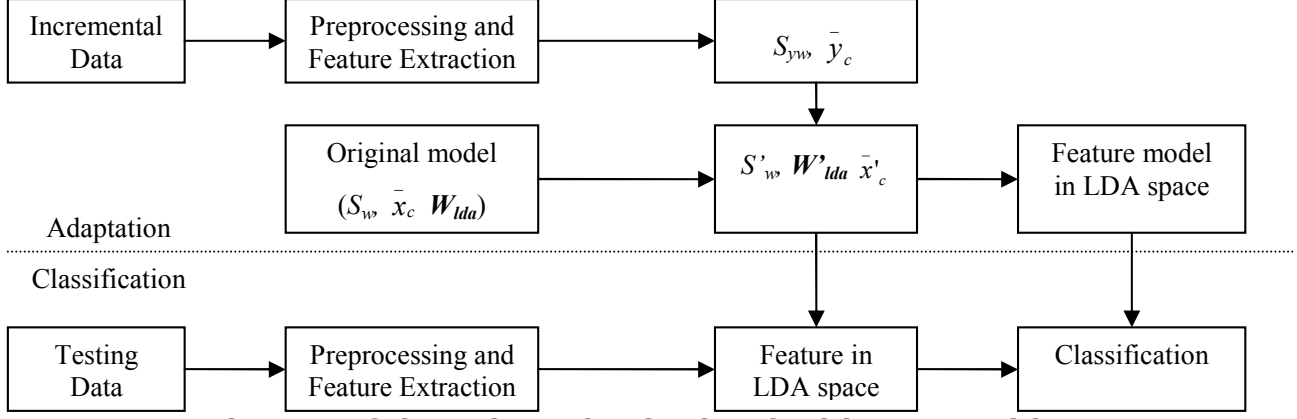 Incremental
Data
Preprocessing and
Feature Extraction
S_yw, ȳ_c
Original model
(S_w, x̄_c W_lda)
S'_w, W'_lda x̄'_c
Feature model
in LDA space
Adaptation
Classification
Testing
Data
Preprocessing and
Feature Extraction
Feature in
LDA space
Classification